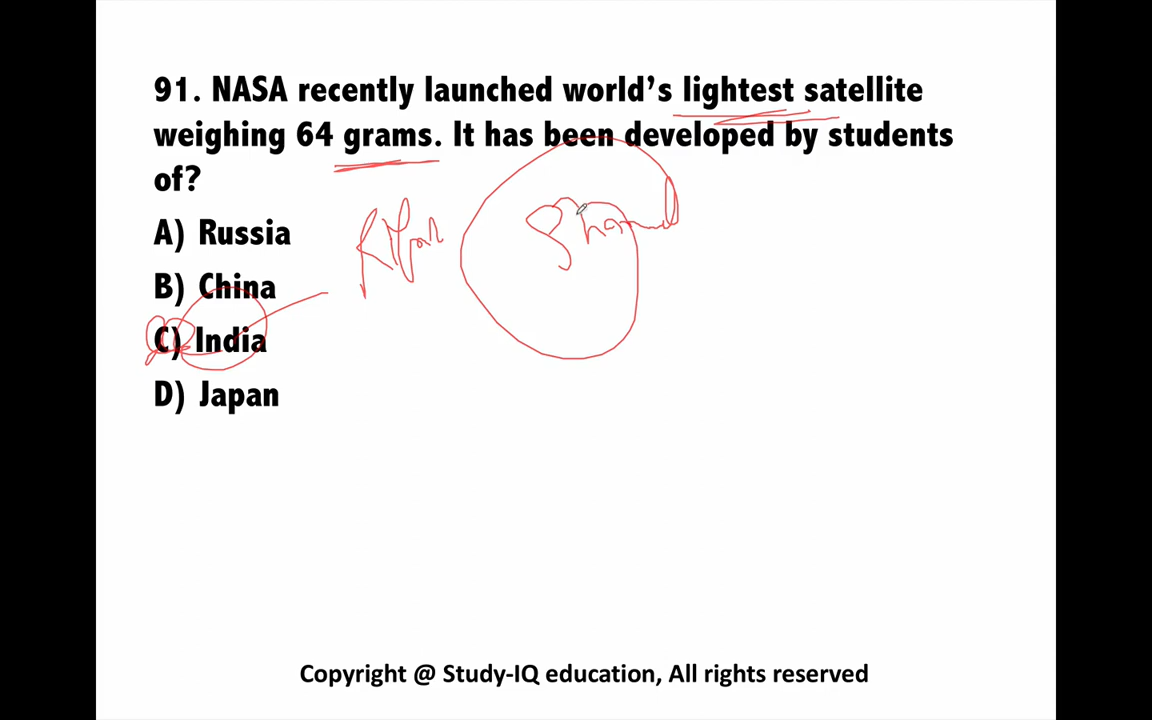 91. NASA recently launched world's lightest satellite
weighing 64 grams. It has been developed by students
of?
A) Russia
B) China
C) India
D) Japan
Copyright @ Study-IQ education, All rights reserved